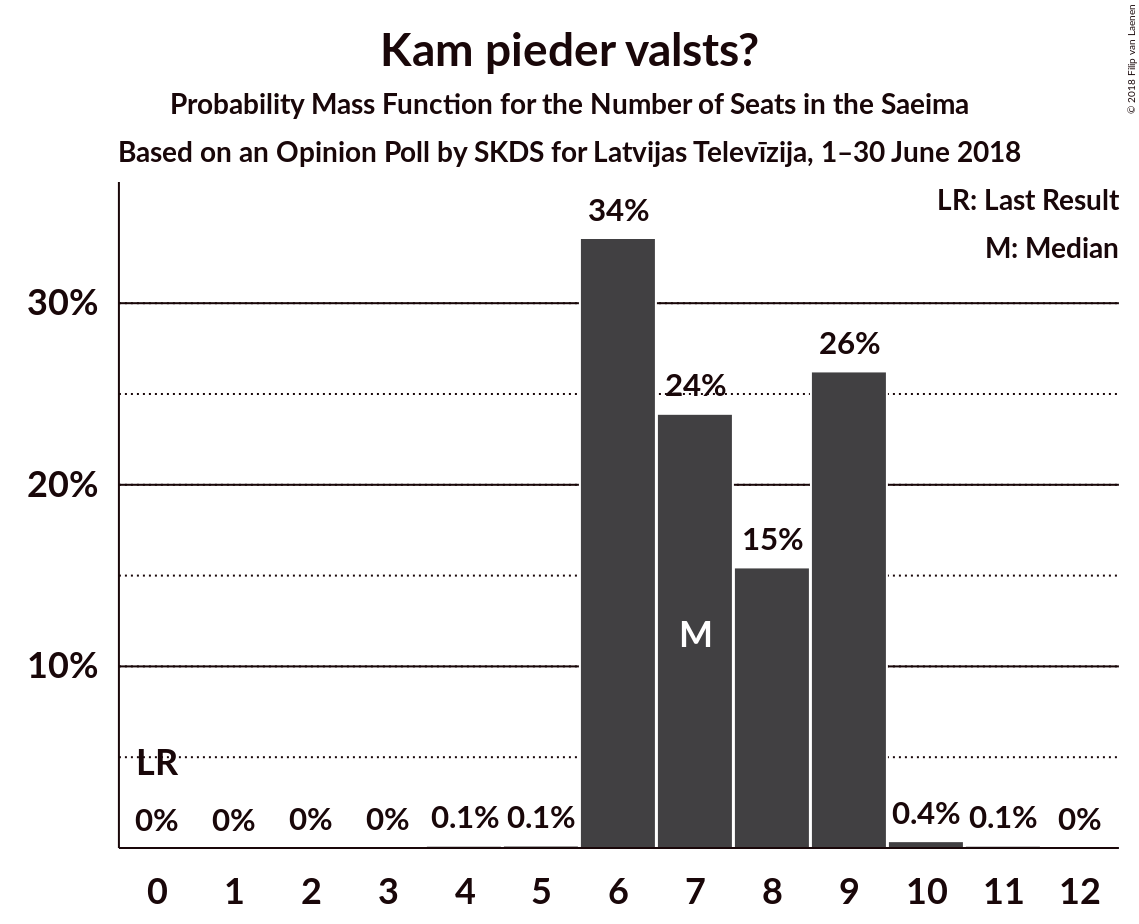 Kam pieder valsts?
Probability Mass Function for the Number of Seats in the Saeima
Based on an Opinion Poll by SKDS for Latvijas Televīzija, 1–30 June 2018
© 2018 Filip van Laenen
LR: Last Result
M: Median
34%
30%
26%
24%
20%
15%
M
10%
LR
0% 0% 0% 0% 0.1% 0.1% 0.4% 0.1% 0%
0 1 2 3 4 5 6 7 8 9 10 11 12